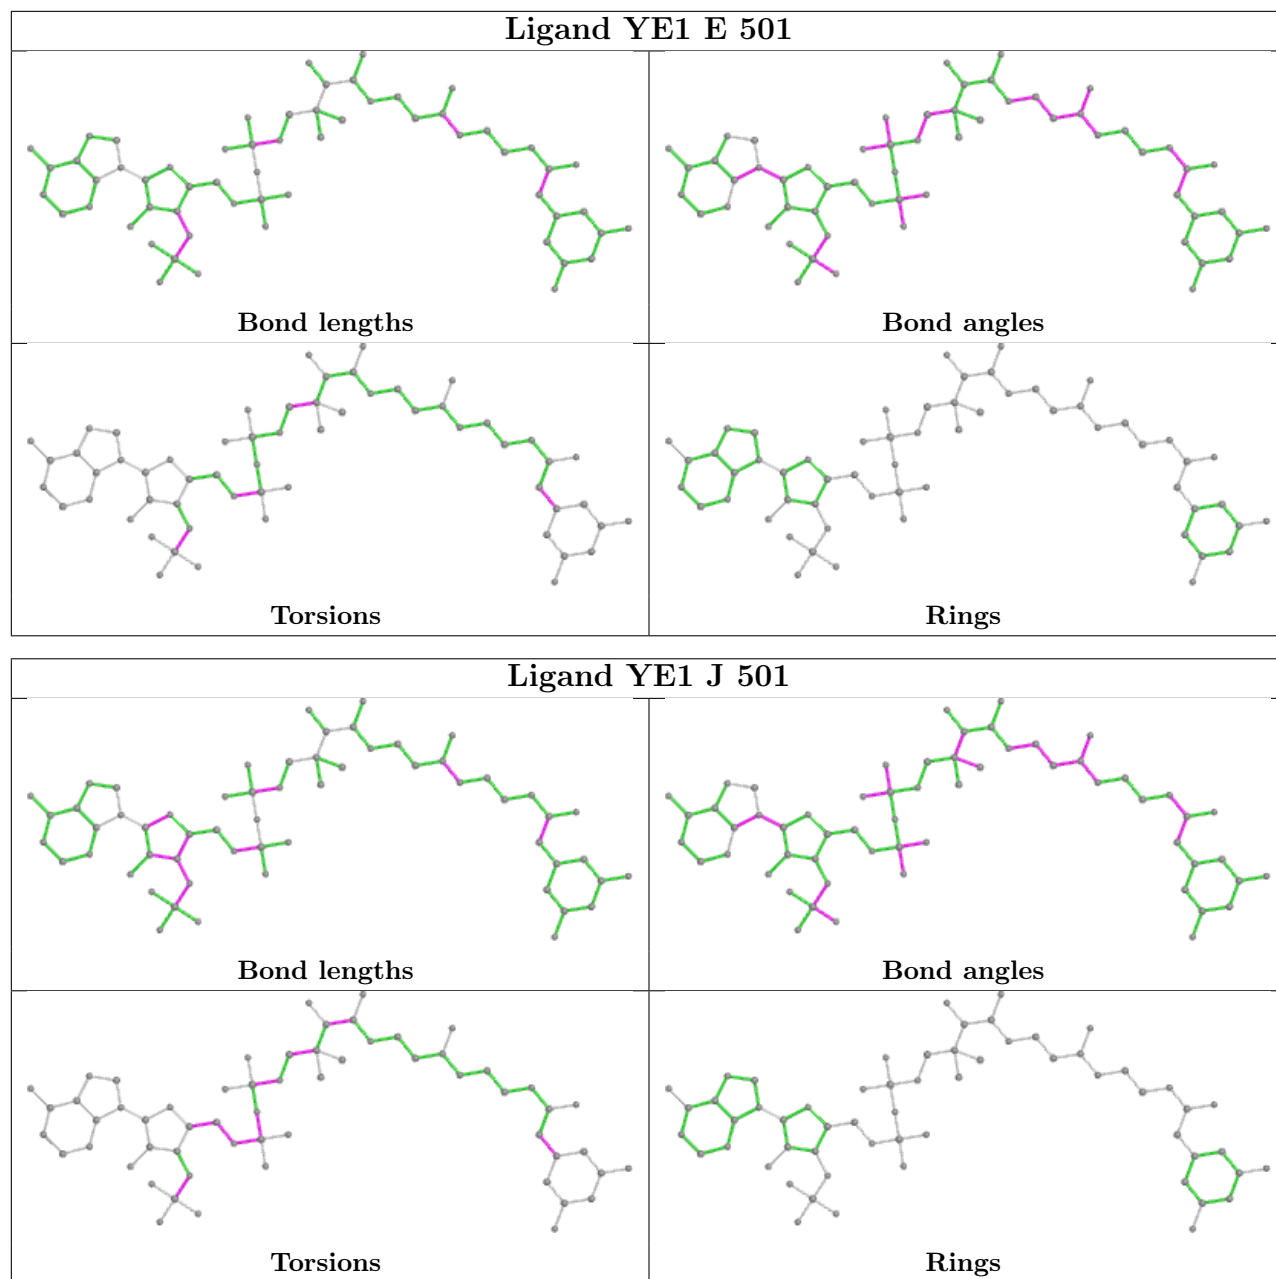 Ligand YE1 E 501
Bond lengths
Bond angles
Torsions
Rings
Ligand YE1 J 501
Bond lengths
Bond angles
Torsions
Rings